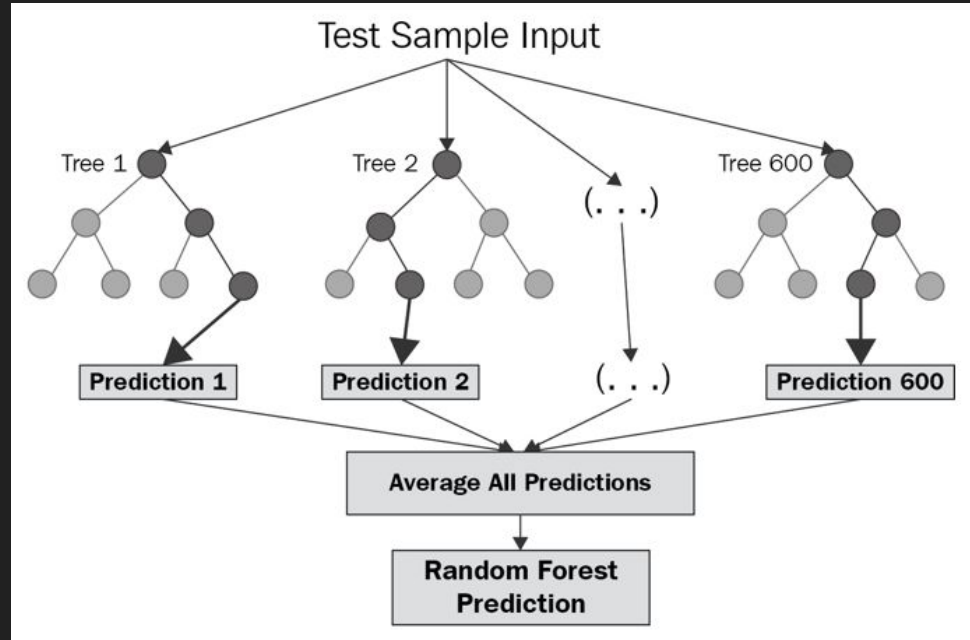 Test Sample Input
Tree 1
Tree 2
Tree 600
(. . .)
Prediction 1
Prediction 2
(. . .)
Prediction 600
Average All Predictions
Random Forest
Prediction